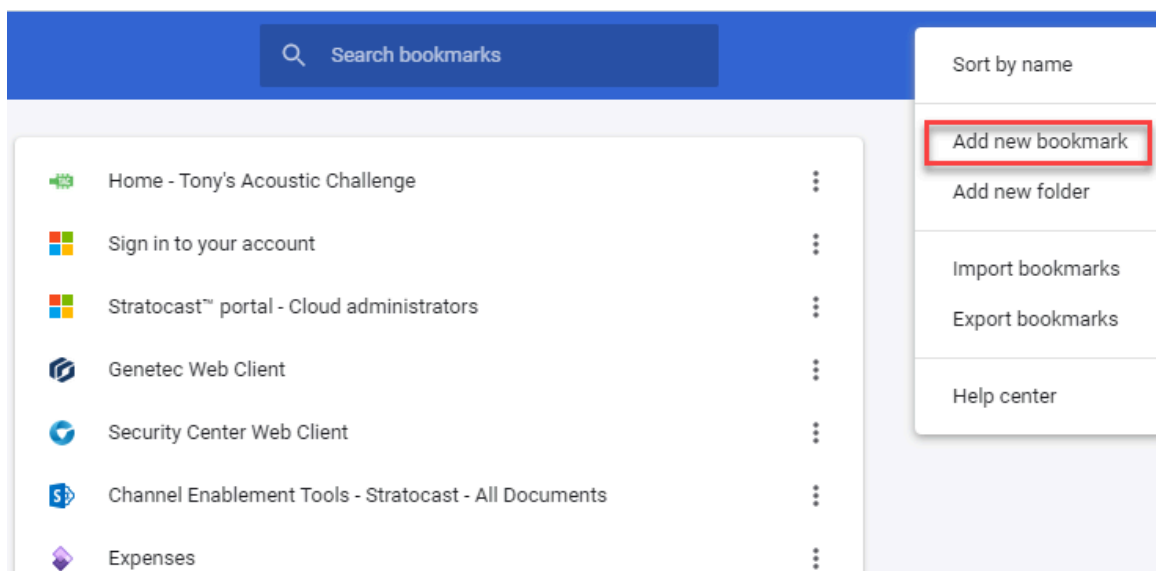 Search bookmarks
Home - Tony's Acoustic Challenge
Sign in to your account
Stratocast™ portal - Cloud administrators
Genetec Web Client
Security Center Web Client
Channel Enablement Tools - Stratocast - All Documents
Expenses
Sort by name
Add new bookmark
Add new folder
Import bookmarks
Export bookmarks
Help center